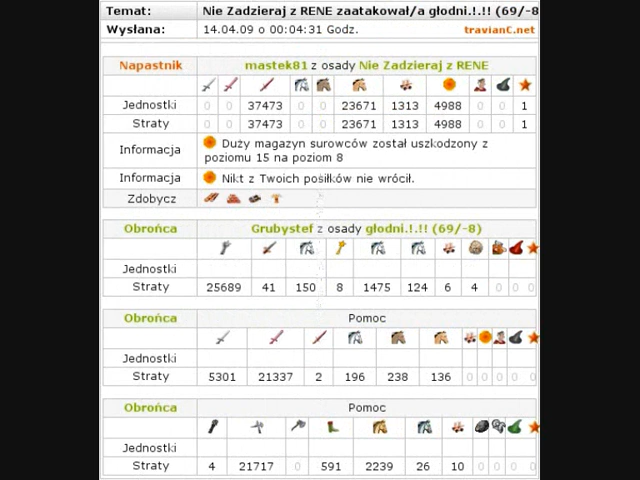 Temat: Nie Zadzieraj z RENE zaatakował/a głodni.!.!! (69/-8
Wysłana: 14.04.09 o 00:04:31 Godz. travianC.net
Napastnik mastek81 z osady Nie Zadzieraj z RENE
Jednostki 0 0 37473 0 0 23671 1313 4988 0 0 1
Straty 0 0 37473 0 0 23671 1313 4988 0 0 1
Informacja Duży magazyn surowców został uszkodzony z
poziomu 15 na poziom 8
Informacja Nikt z Twoich posiłków nie wrócił.
Zdobycz
Obrońca Grubystef z osady głodni.!.!! (69/-8)
Jednostki
Straty 25689 41 150 8 1475 124 6 4 0 0 0
Obrońca Pomoc
Jednostki
Straty 5301 21337 2 196 238 136 0 0 0 0 0
Obrońca Pomoc
Jednostki
Straty 4 21717 0 591 2239 26 10 0 0 0 0